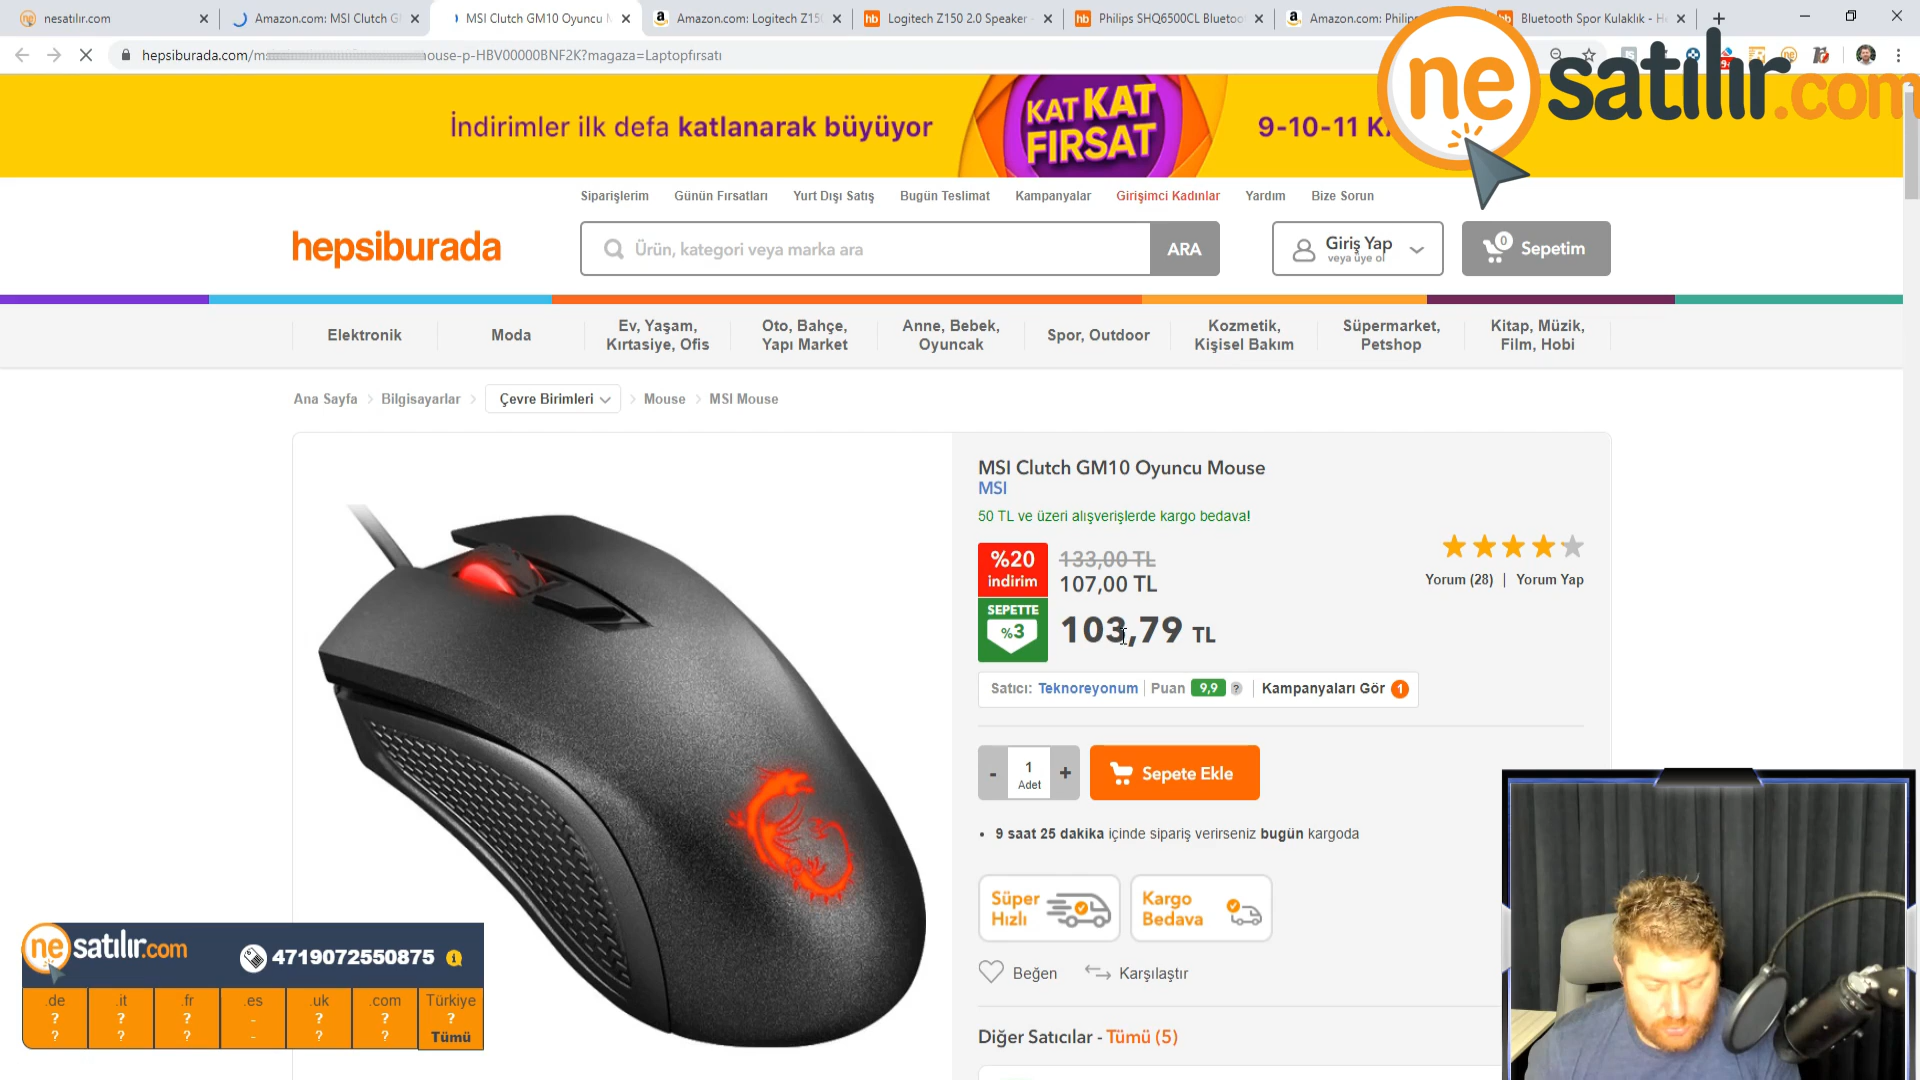 nesatılır.com
Amazon.com: MSI Clutch G
MSI Clutch GM10 Oyuncu M
Amazon.com: Logitech Z15
Logitech Z150 2.0 Speaker -
Philips SHQ6500CL Bluetoo
Amazon.com: Philips
Bluetooth Spor Kulaklık - He
hepsiburada.com/m
ouse-p-HBV00000BNF2K?magaza=Laptopfırsatı
ne satılır.com
İndirimler ilk defa katlanarak büyüyor
KAT KAT
FIRSAT
9-10-11 K
Siparişlerim
Günün Fırsatları
Yurt Dışı Satış
Bugün Teslimat
Kampanyalar
Girişimci Kadınlar
Yardım
Bize Sorun
hepsiburada
Ürün, kategori veya marka ara
ARA
Giriş Yap
veya üye ol
0
Sepetim
Elektronik
Moda
Ev, Yaşam,
Kırtasiye, Ofis
Oto, Bahçe,
Yapı Market
Anne, Bebek,
Oyuncak
Spor, Outdoor
Kozmetik,
Kişisel Bakım
Süpermarket,
Petshop
Kitap, Müzik,
Film, Hobi
Ana Sayfa
Bilgisayarlar
Çevre Birimleri
Mouse
MSI Mouse
MSI Clutch GM10 Oyuncu Mouse
MSI
50 TL ve üzeri alışverişlerde kargo bedava!
%20
indirim
133,00 TL
107,00 TL
SEPETTE
%3
103,79 TL
Yorum (28) | Yorum Yap
Satıcı: Teknoreyonum | Puan 9,9 ? | Kampanyaları Gör 1
- 1 +
Adet
Sepete Ekle
• 9 saat 25 dakika içinde sipariş verirseniz bugün kargoda
Süper
Hızlı
Kargo
Bedava
Beğen
Karşılaştır
Diğer Satıcılar - Tümü (5)
ne satılır.com
4719072550875
.de .it .fr .es .uk .com Türkiye
? ? ? - ? ? ?
? ? ? - ? ? Tümü